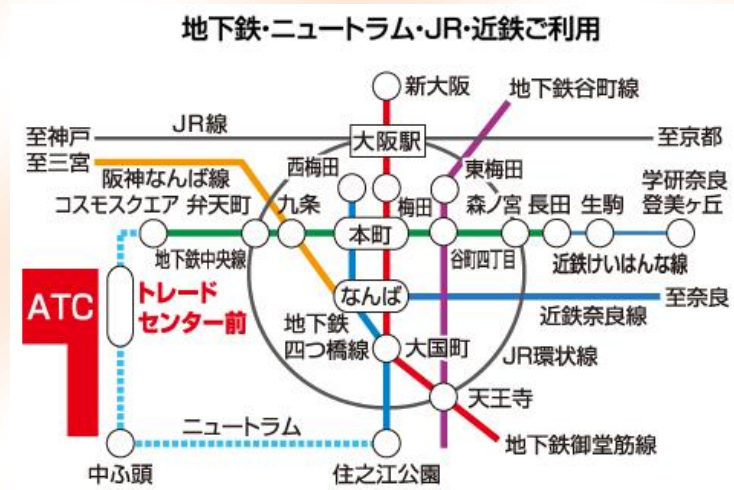 地下鉄・ニュートラム・JR・近鉄ご利用
新大阪
地下鉄谷町線
至神戸
JR線
大阪駅
至京都
至三宮
阪神なんば線
西梅田
梅田
東梅田
学研奈良
登美ヶ丘
コスモスクエア
弁天町
九条
森ノ宮
長田
生駒
本町
地下鉄中央線
谷町四丁目
近鉄けいはんな線
ATC
トレード
センター前
なんば
至奈良
近鉄奈良線
地下鉄
四つ橋線
大国町
JR環状線
天王寺
ニュートラム
地下鉄御堂筋線
中ふ頭
住之江公園